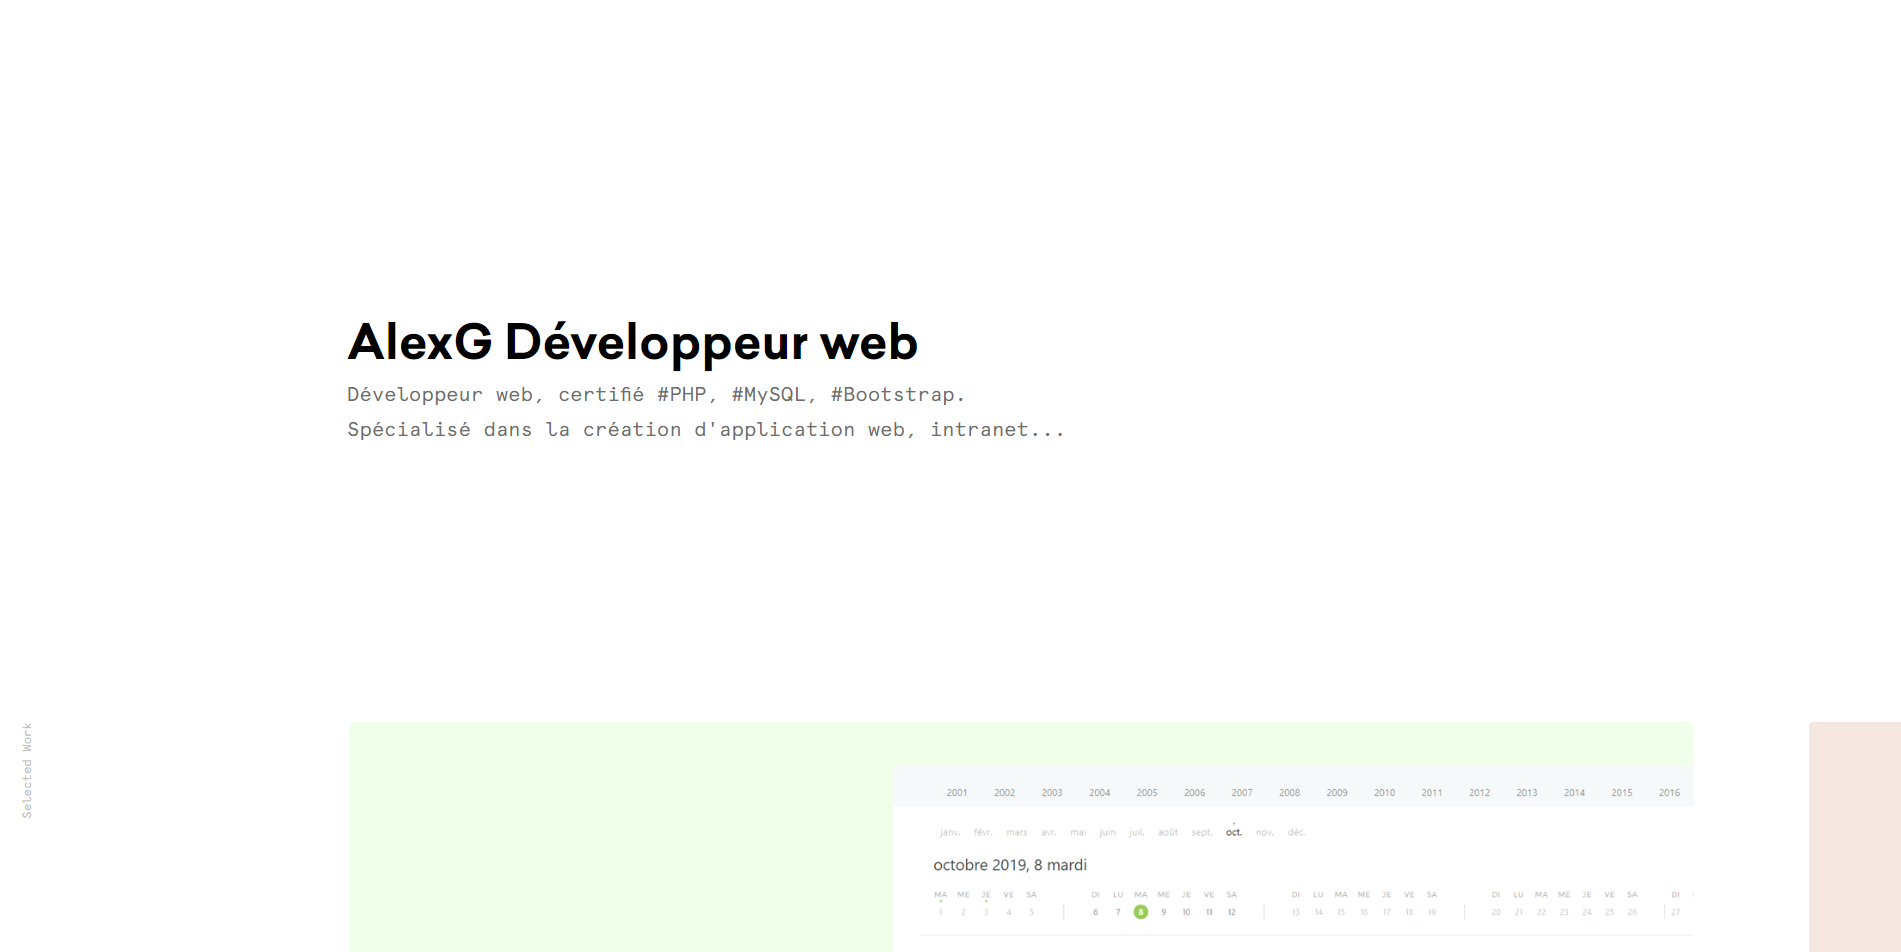 AlexG Développeur web
Développeur web, certifié #PHP, #MySQL, #Bootstrap.
Spécialisé dans la création d'application web, intranet...
Selected Work
2001 2002 2003 2004 2005 2006 2007 2008 2009 2010 2011 2012 2013 2014 2015 2016
janv. févr. mars avr. mai juin juil. août sept. oct. nov. déc.
octobre 2019, 8 mardi
MA ME JE VE SA DI LU MA ME JE VE SA DI LU MA ME JE VE SA DI LU MA ME JE VE SA DI
1 2 3 4 5 6 7 8 9 10 11 12 13 14 15 16 17 18 19 20 21 22 23 24 25 26 27